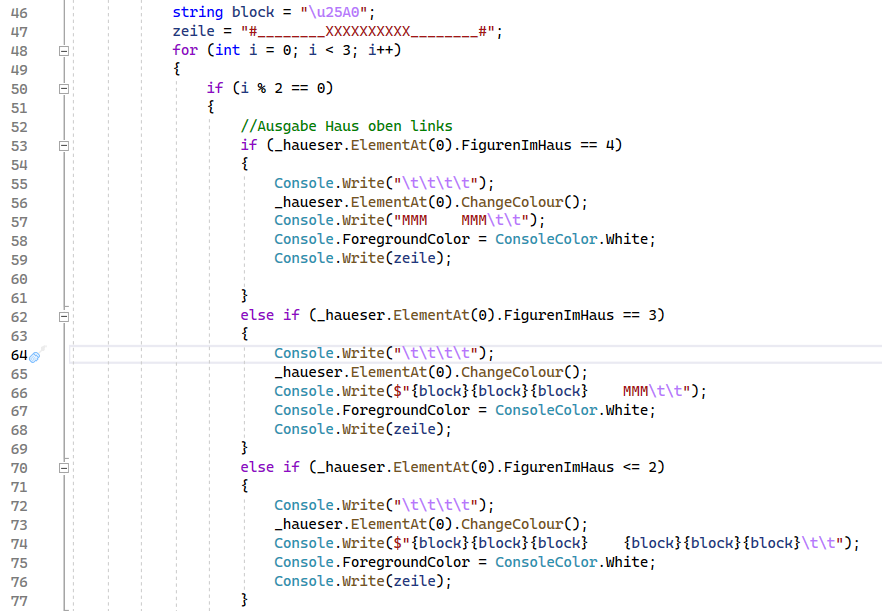 46 string block = "\u25A0";
47 zeile = "#________XXXXXXXXXX________#";
48 for (int i = 0; i < 3; i++)
49 {
50 if (i % 2 == 0)
51 {
52 //Ausgabe Haus oben links
53 if (_haueser.ElementAt(0).FigurenImHaus == 4)
54 {
55 Console.Write("\t\t\t\t");
56 _haueser.ElementAt(0).ChangeColour();
57 Console.Write("MMM    MMM\t\t");
58 Console.ForegroundColor = ConsoleColor.White;
59 Console.Write(zeile);
60
61 }
62 else if (_haueser.ElementAt(0).FigurenImHaus == 3)
63 {
64 Console.Write("\t\t\t\t");
65 _haueser.ElementAt(0).ChangeColour();
66 Console.Write($"{block}{block}{block}    MMM\t\t");
67 Console.ForegroundColor = ConsoleColor.White;
68 Console.Write(zeile);
69 }
70 else if (_haueser.ElementAt(0).FigurenImHaus <= 2)
71 {
72 Console.Write("\t\t\t\t");
73 _haueser.ElementAt(0).ChangeColour();
74 Console.Write($"{block}{block}{block}    {block}{block}{block}\t\t");
75 Console.ForegroundColor = ConsoleColor.White;
76 Console.Write(zeile);
77 }